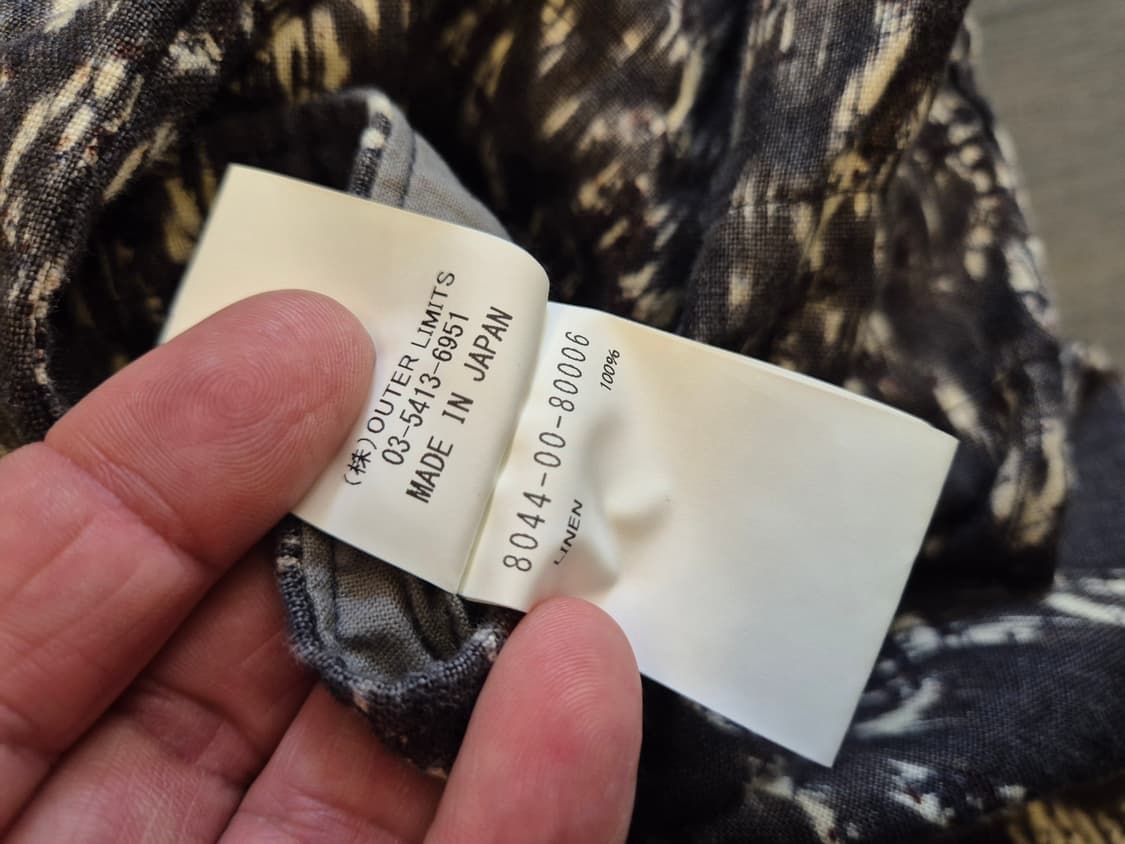 (株)OUTER LIMITS
03-5413-6951
MADE IN JAPAN
8044-00-80006
LINEN 100%